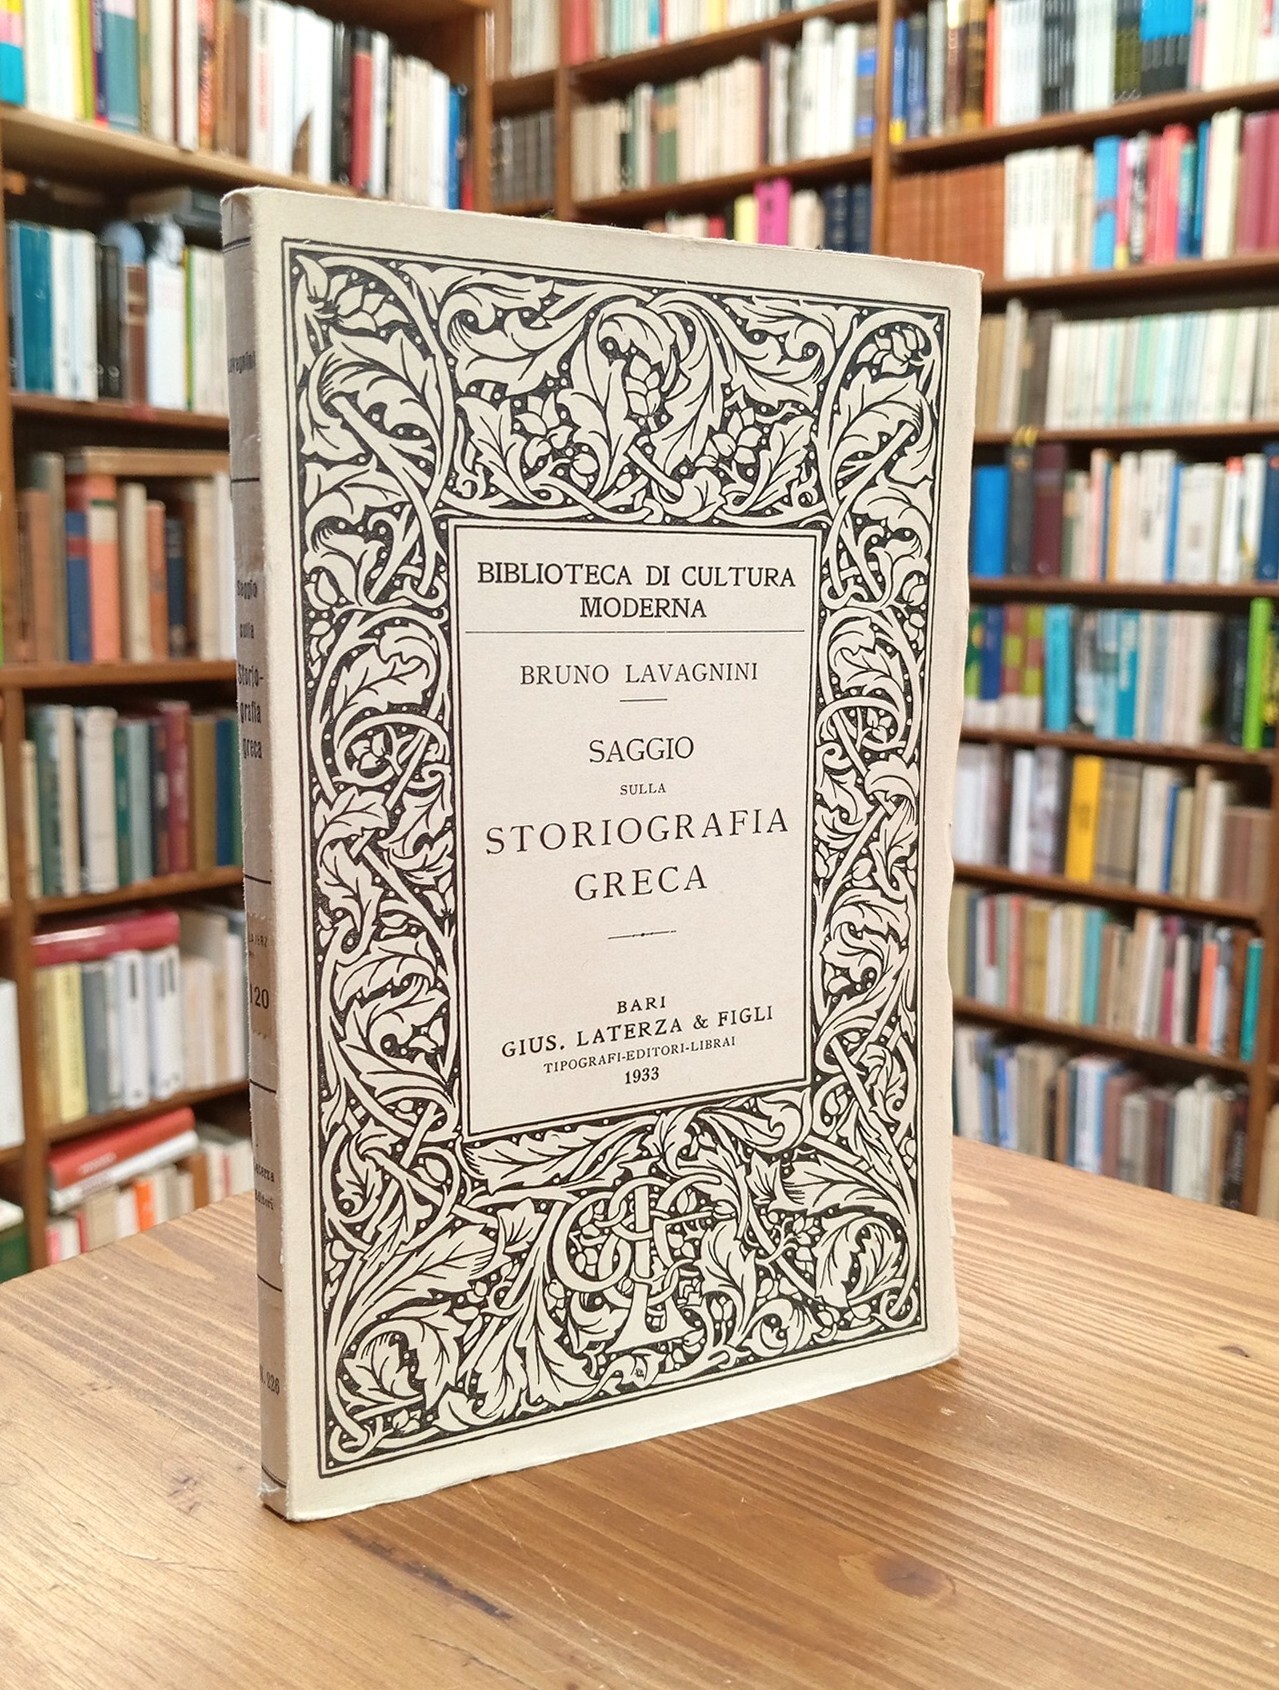 BIBLIOTECA DI CULTURA
MODERNA
BRUNO LAVAGNINI
SAGGIO
SULLA
STORIOGRAFIA
GRECA
BARI
GIUS. LATERZA & FIGLI
TIPOGRAFI-EDITORI-LIBRAI
1933
Saggio
sulla
Storio-
grafia
greca